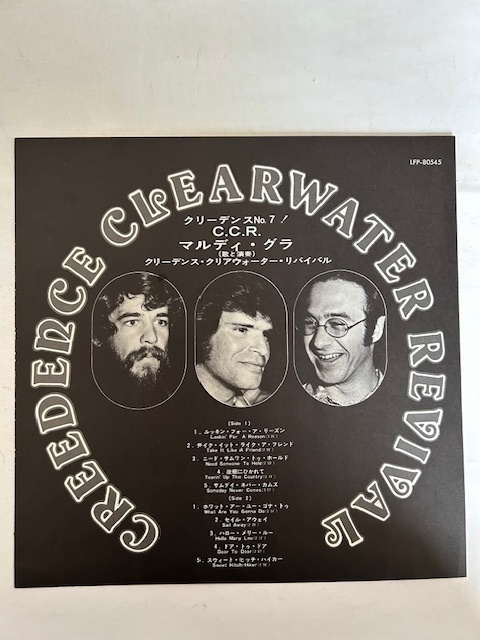 LFP-80545
CREEDENCE CLEARWATER REVIVAL
クリーデンスNo.7!
C.C.R.
マルディ・グラ
(歌と演奏)
クリーデンス・クリアウォーター・リバイバル
(Side 1)
1. ルッキン・フォー・ア・リーズン
Lookin' For A Reason
2. テイク・イット・ライク・ア・フレンド
Take It Like A Friend
3. ニード・サムワン・トゥ・ホールド
Need Someone To Hold
4. 故郷にひかれて
Tearin' Up The Country
5. サムデイ・ネバー・カムズ
Someday Never Comes
(Side 2)
1. ホワット・アー・ユー・ゴナ・ドゥ
What Are You Gonna Do
2. セイル・アウェイ
Sail Away
3. ハロー・メリー・ルー
Hello Mary Lou
4. ドア・トゥ・ドア
Door To Door
5. スウィート・ヒッチ・ハイカー
Sweet Hitch-Hiker